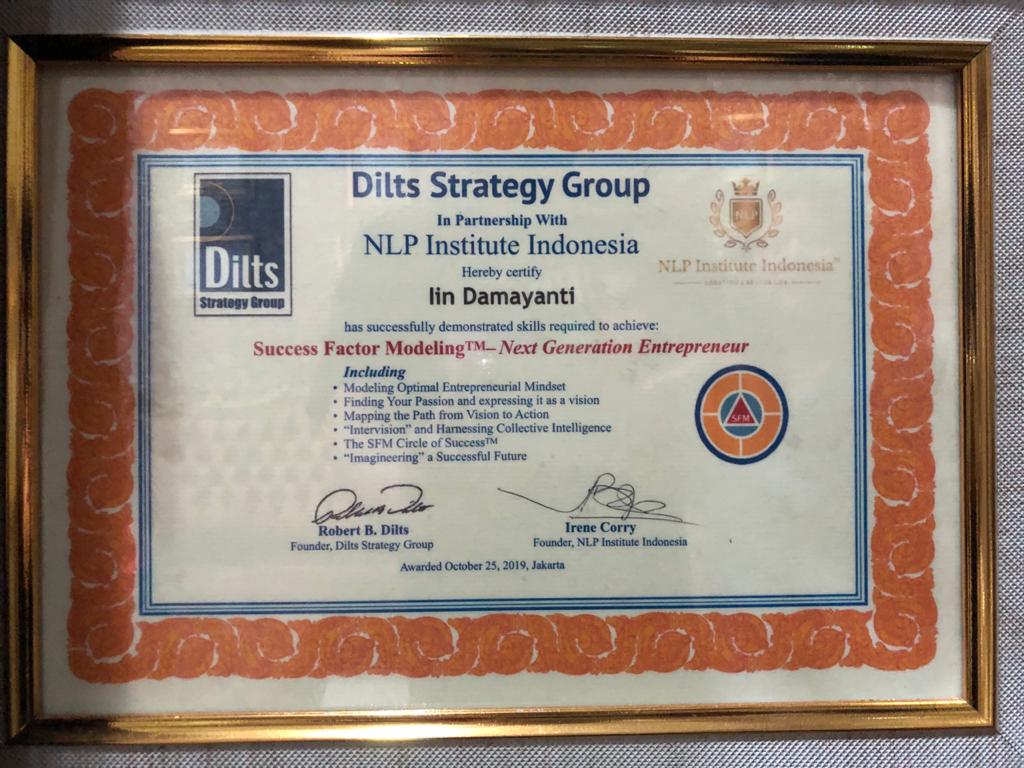 Dilts Strategy Group
In Partnership With
NLP Institute Indonesia
Hereby certify
Iin Damayanti
has successfully demonstrated skills required to achieve:
Success Factor Modeling™– Next Generation Entrepreneur
Including
• Modeling Optimal Entrepreneurial Mindset
• Finding Your Passion and expressing it as a vision
• Mapping the Path from Vision to Action
• “Intervision” and Harnessing Collective Intelligence
• The SFM Circle of Success™
• “Imagineering” a Successful Future
Dilts
Strategy Group
NLP
NLP Institute Indonesia™
SFM
Robert B. Dilts
Founder, Dilts Strategy Group
Irene Corry
Founder, NLP Institute Indonesia
Awarded October 25, 2019, Jakarta